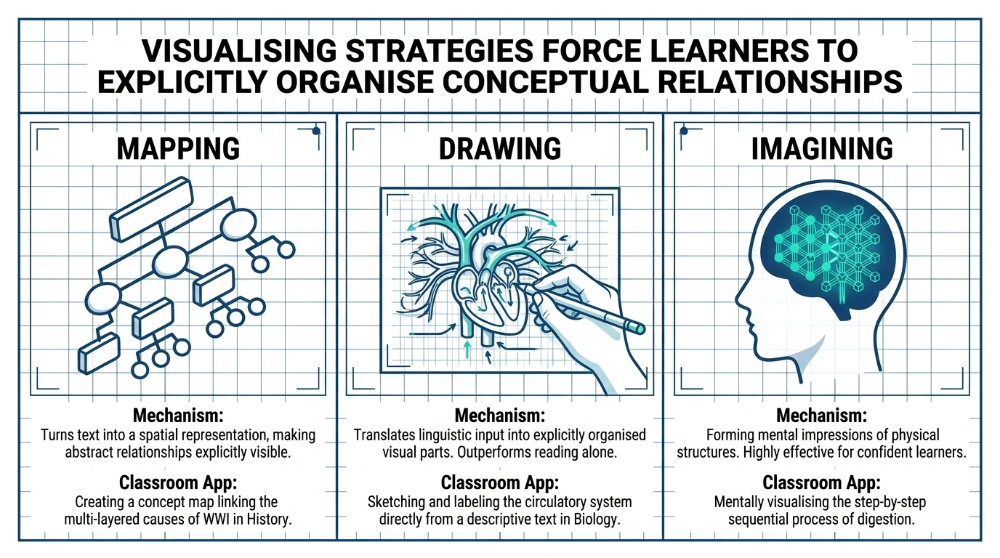 VISUALISING STRATEGIES FORCE LEARNERS TO
EXPLICITLY ORGANISE CONCEPTUAL RELATIONSHIPS
MAPPING
Mechanism:
Turns text into a spatial representation, making
abstract relationships explicitly visible.
Classroom App:
Creating a concept map linking the
multi-layered causes of WWI in History.
DRAWING
Mechanism:
Translates linguistic input into explicitly organised
visual parts. Outperforms reading alone.
Classroom App:
Sketching and labeling the circulatory system
directly from a descriptive text in Biology.
IMAGINING
Mechanism:
Forming mental impressions of physical
structures. Highly effective for confident learners.
Classroom App:
Mentally visualising the step-by-step
sequential process of digestion.